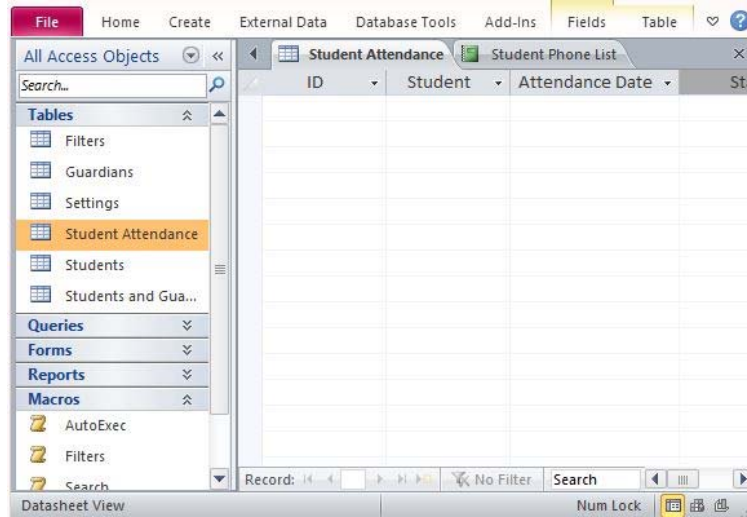 File Home Create External Data Database Tools Add-Ins Fields Table
All Access Objects
Student Attendance Student Phone List
Search...
ID Student Attendance Date St
Tables
Filters
Guardians
Settings
Student Attendance
Students
Students and Gua...
Queries
Forms
Reports
Macros
AutoExec
Filters
Search
Record: No Filter Search
Datasheet View Num Lock